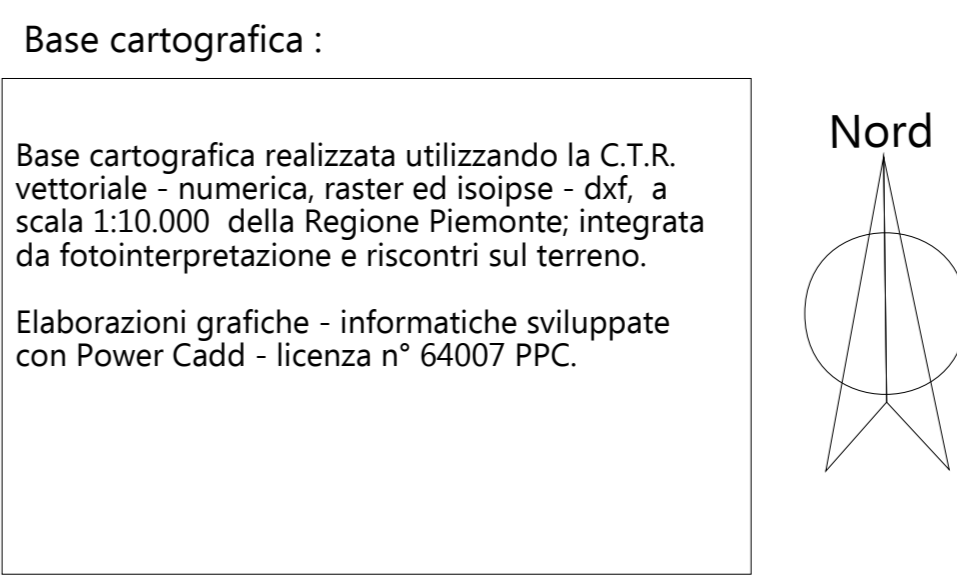 Base cartografica :
Nord
Base cartografica realizzata utilizzando la C.T.R.
vettoriale - numerica, raster ed isoipse - dxf,  a
scala 1:10.000  della Regione Piemonte; integrata
da fotointerpretazione e riscontri sul terreno.
Elaborazioni grafiche - informatiche sviluppate
con Power Cadd - licenza n° 64007 PPC.